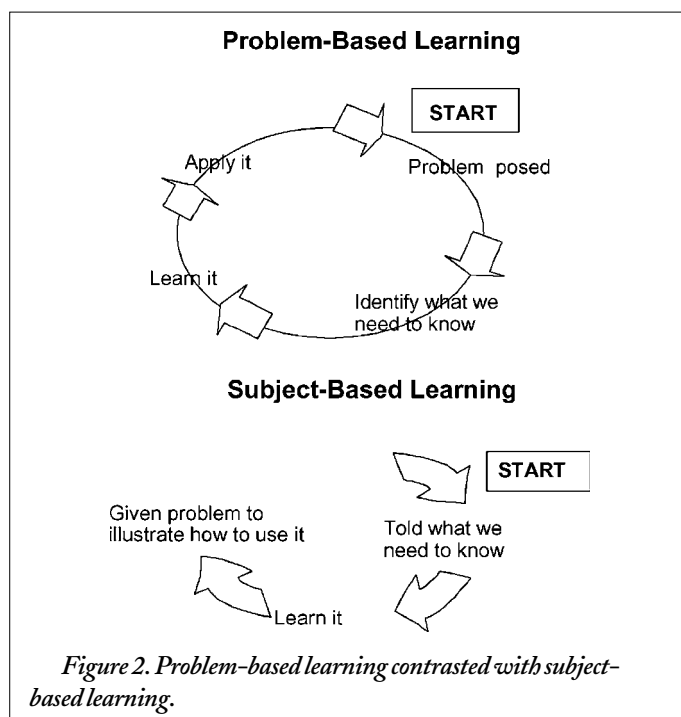 Problem-Based Learning
START
Problem posed
Identify what we
need to know
Learn it
Apply it
Subject-Based Learning
START
Told what we
need to know
Learn it
Given problem to
illustrate how to use it
Figure 2. Problem-based learning contrasted with subject-
based learning.